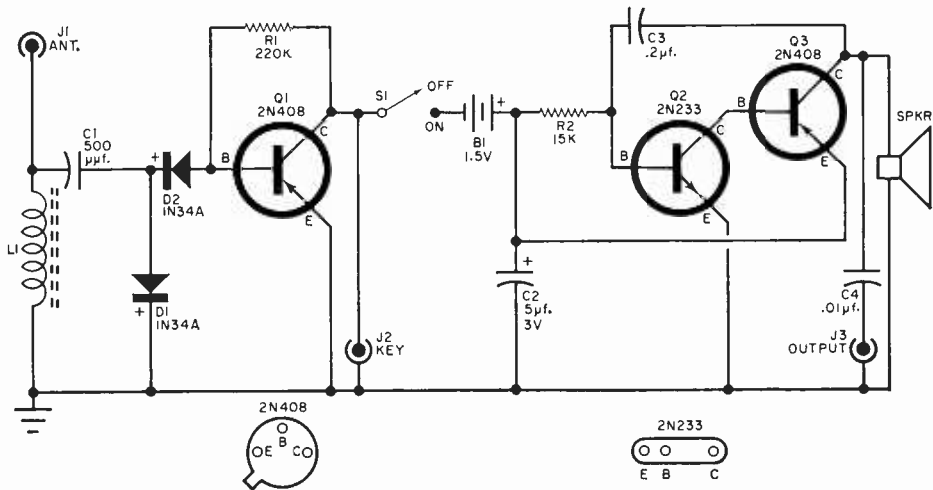 J1
ANT.
C1
500
μμf.
L1
D2
1N34A
D1
1N34A
R1
220K
Q1
2N408
B
C
E
S1
OFF
ON
J2
KEY
B1
1.5V
R2
15K
C3
.2μf.
Q2
2N233
B
C
E
Q3
2N408
B
C
E
C2
5μf.
3V
C4
.01μf.
J3
OUTPUT
SPKR
2N408
E B C
2N233
E B C
+
+
+
+